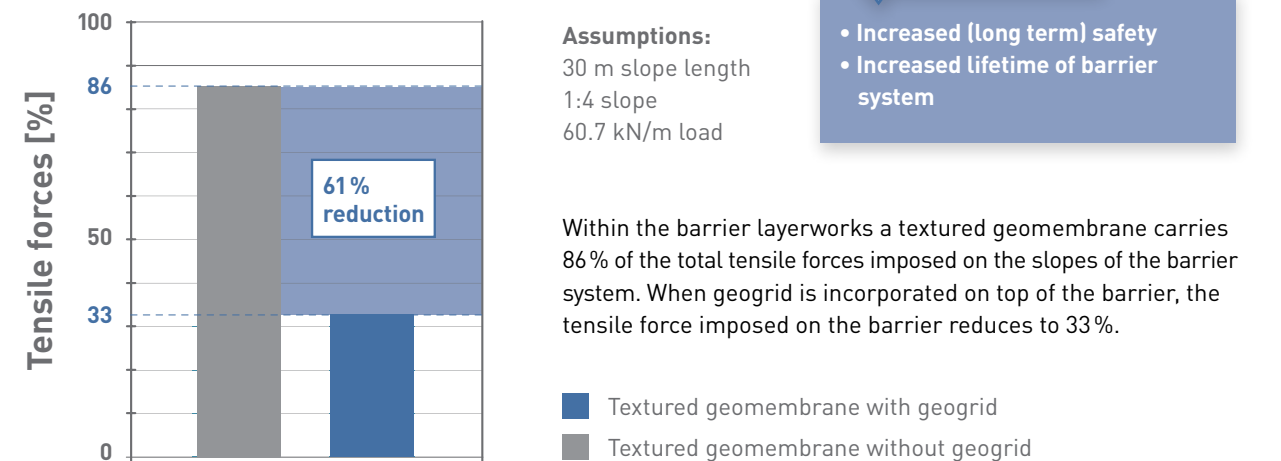 Tensile forces [%]
100
86
50
33
0
61 %
reduction
Assumptions:
30 m slope length
1:4 slope
60.7 kN/m load
• Increased (long term) safety
• Increased lifetime of barrier
system
Within the barrier layerworks a textured geomembrane carries
86 % of the total tensile forces imposed on the slopes of the barrier
system. When geogrid is incorporated on top of the barrier, the
tensile force imposed on the barrier reduces to 33 %.
Textured geomembrane with geogrid
Textured geomembrane without geogrid